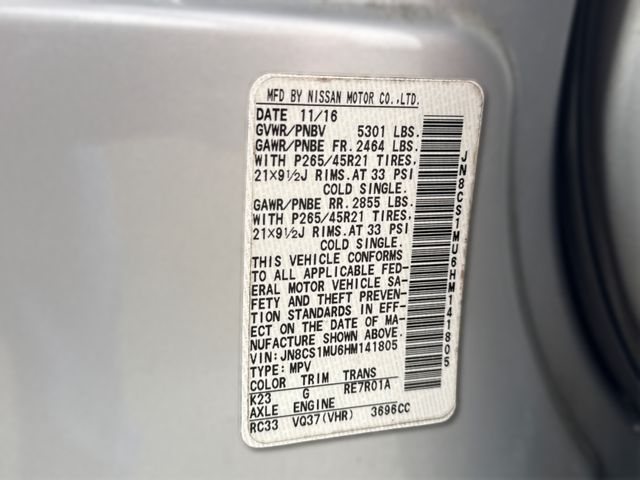 MFD BY NISSAN MOTOR CO.,LTD.
DATE 11/16
GVWR/PNBV 5301 LBS.
GAWR/PNBE FR. 2464 LBS.
WITH P265/45R21 TIRES,
21×9½J RIMS.AT 33 PSI
COLD SINGLE.
GAWR/PNBE RR. 2855 LBS.
WITH P265/45R21 TIRES,
21×9½J RIMS.AT 33 PSI
COLD SINGLE.
THIS VEHICLE CONFORMS
TO ALL APPLICABLE FED-
ERAL MOTOR VEHICLE SA-
FETY AND THEFT PREVEN-
TION STANDARDS IN EFF-
ECT ON THE DATE OF MA-
NUFACTURE SHOWN ABOVE.
VIN: JN8CS1MU6HM141805
TYPE: MPV
COLOR TRIM TRANS
K23 G RE7R01A
AXLE ENGINE
RC33 VQ37(VHR) 3696CC
JN8CS1MU6HM141805